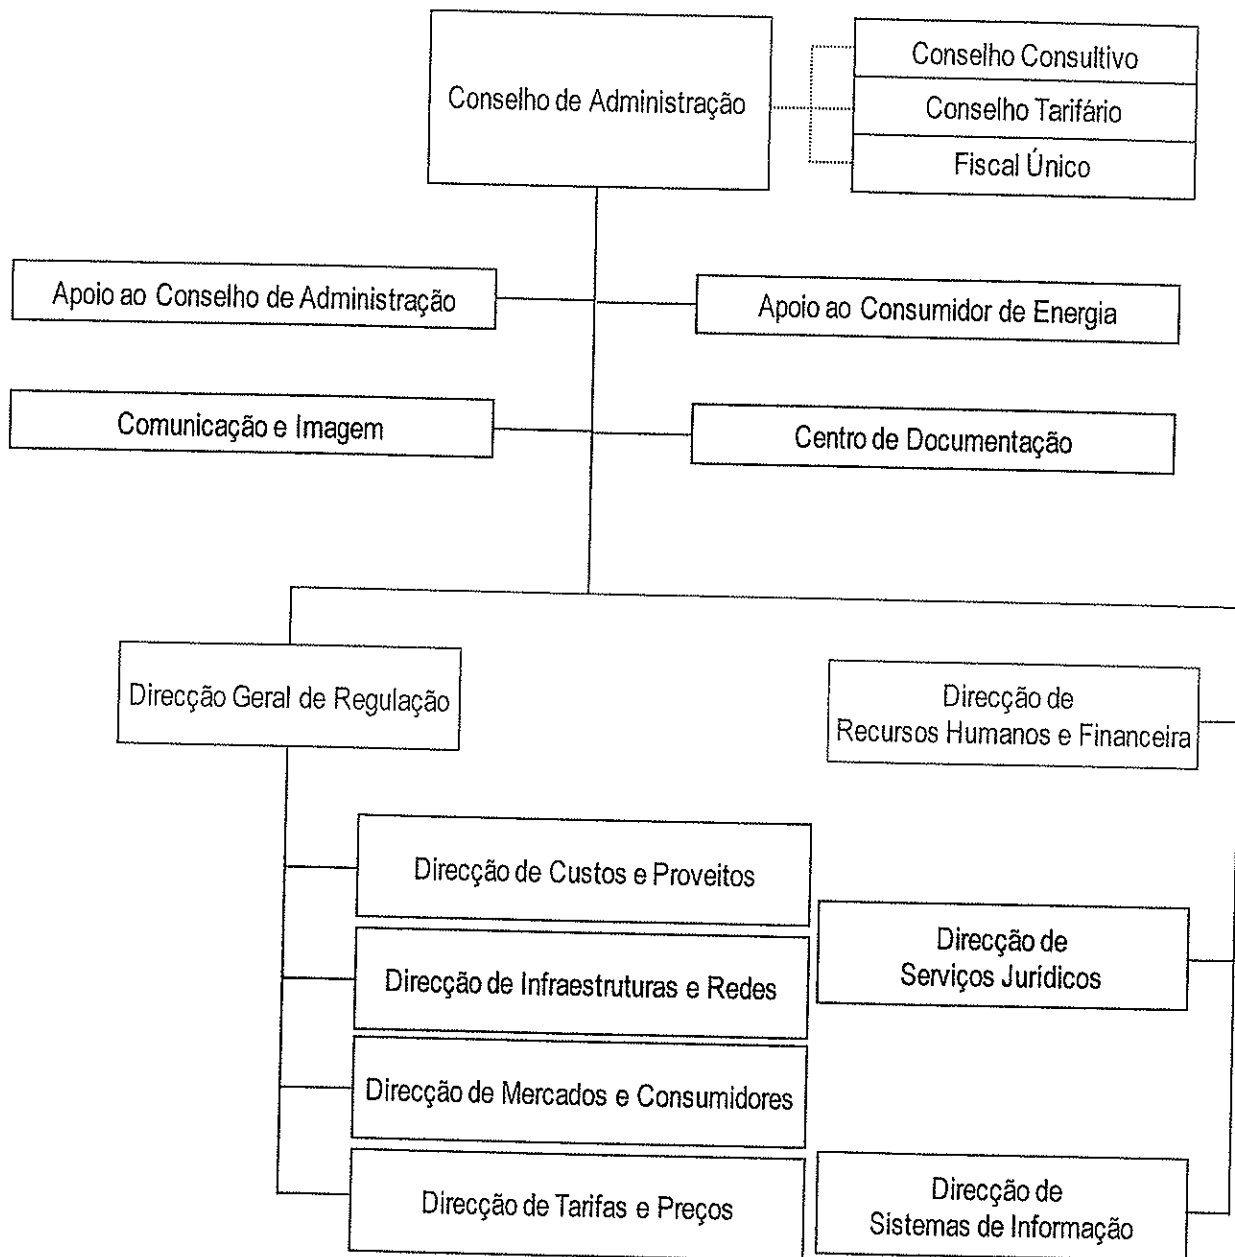 Conselho de Administração
Conselho Consultivo
Conselho Tarifário
Fiscal Único
Apoio ao Conselho de Administração
Apoio ao Consumidor de Energia
Comunicação e Imagem
Centro de Documentação
Direcção Geral de Regulação
Direcção de
Recursos Humanos e Financeira
Direcção de Custos e Proveitos
Direcção de
Serviços Jurídicos
Direcção de Infraestruturas e Redes
Direcção de Mercados e Consumidores
Direcção de Tarifas e Preços
Direcção de
Sistemas de Informação